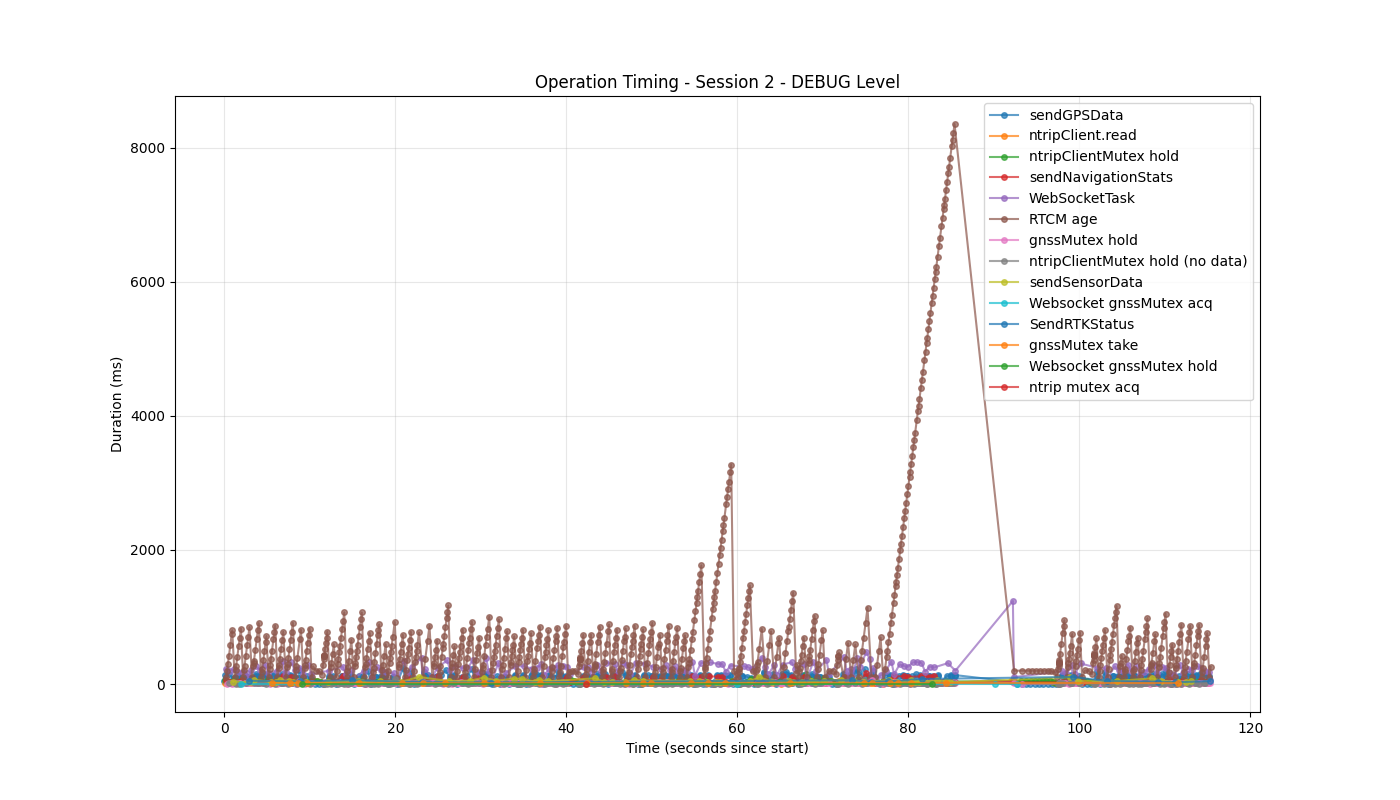 Operation Timing - Session 2 - DEBUG Level
sendGPSData
ntripClient.read
ntripClientMutex hold
sendNavigationStats
WebSocketTask
RTCM age
gnssMutex hold
ntripClientMutex hold (no data)
sendSensorData
Websocket gnssMutex acq
SendRTKStatus
gnssMutex take
Websocket gnssMutex hold
ntrip mutex acq
Duration (ms)
8000
6000
4000
2000
0
0 20 40 60 80 100 120
Time (seconds since start)